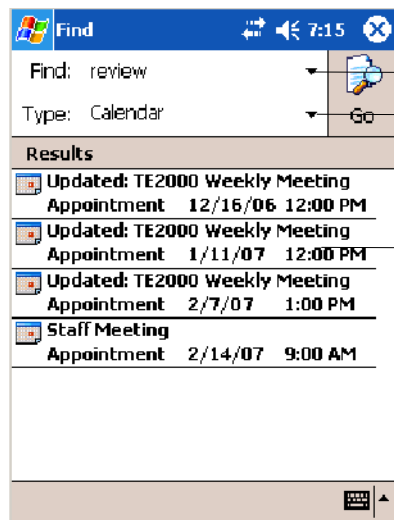 Find 7:15
Find: review
Type: Calendar Go
Results
Updated: TE2000 Weekly Meeting
Appointment 12/16/06 12:00 PM
Updated: TE2000 Weekly Meeting
Appointment 1/11/07 12:00 PM
Updated: TE2000 Weekly Meeting
Appointment 2/7/07 1:00 PM
Staff Meeting
Appointment 2/14/07 9:00 AM